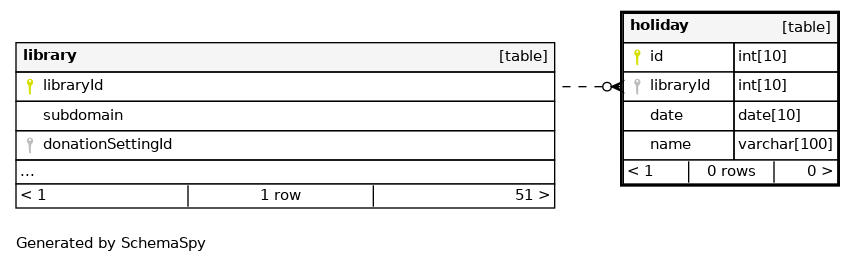 library [table]
libraryId
subdomain
donationSettingId
...
< 1 1 row 51 >
holiday [table]
id int[10]
libraryId int[10]
date date[10]
name varchar[100]
< 1 0 rows 0 >
Generated by SchemaSpy